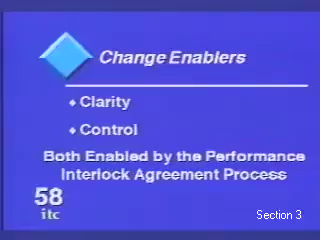 Change Enablers
♦ Clarity
♦ Control
Both Enabled by the Performance
Interlock Agreement Process
58
itc
Section 3